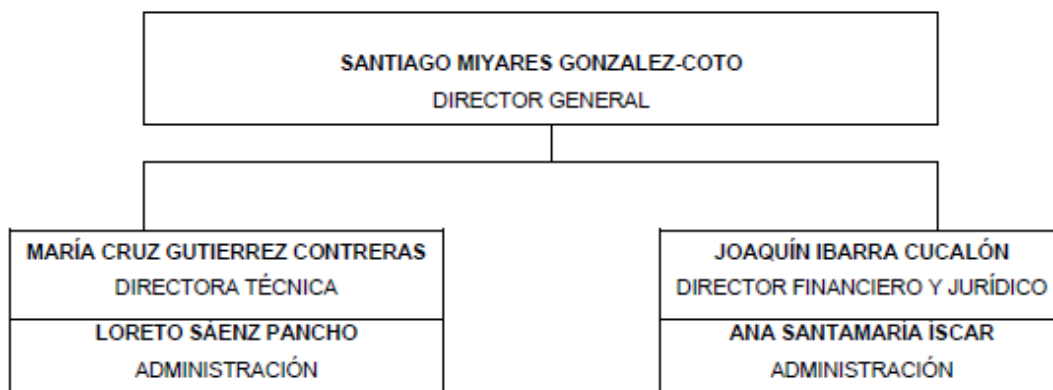 SANTIAGO MIYARES GONZALEZ-COTO
DIRECTOR GENERAL
MARÍA CRUZ GUTIERREZ CONTRERAS
DIRECTORA TÉCNICA
LORETO SÁENZ PANCHO
ADMINISTRACIÓN
JOAQUÍN IBARRA CUCALÓN
DIRECTOR FINANCIERO Y JURÍDICO
ANA SANTAMARÍA ÍSCAR
ADMINISTRACIÓN